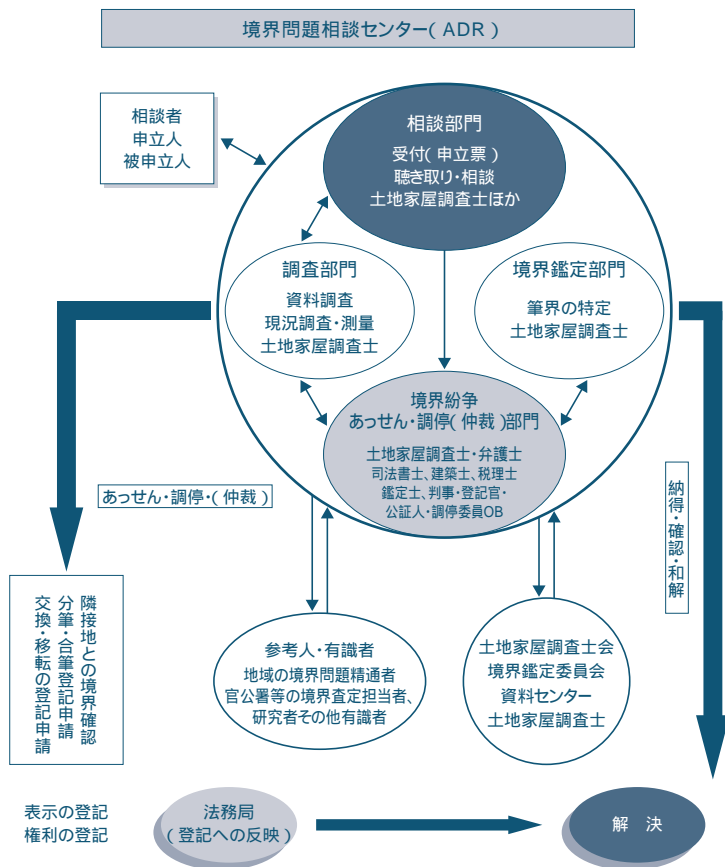 境界問題相談センター( ADR )
相談者
申立人
被申立人
相談部門
受付( 申立票 )
聴き取り・相談
土地家屋調査士ほか
調査部門
資料調査
現況調査・測量
土地家屋調査士
境界鑑定部門
筆界の特定
土地家屋調査士
境界紛争
あっせん・調停( 仲裁 )部門
土地家屋調査士・弁護士
司法書士、建築士、税理士
鑑定士、判事・登記官・
公証人・調停委員OB
あっせん・調停・( 仲裁 )
納得・確認・和解
隣接地との境界確認
分筆・合筆登記申請
交換・移転の登記申請
参考人・有識者
地域の境界問題精通者
官公署等の境界査定担当者、
研究者その他有識者
土地家屋調査士会
境界鑑定委員会
資料センター
土地家屋調査士
表示の登記
権利の登記
法務局
( 登記への反映 )
解 決